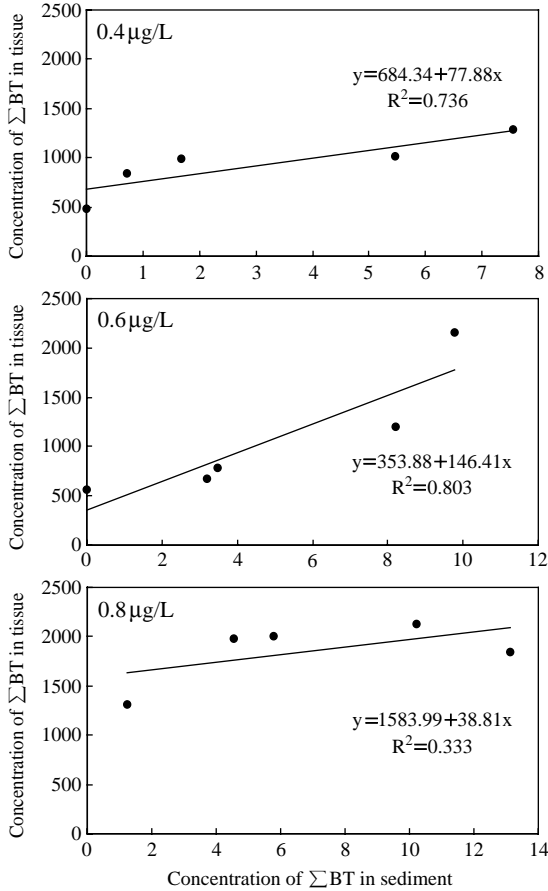 2500
0.4µg/L
2000
y=684.34+77.88x
R²=0.736
1500
1000
500
0
0 1 2 3 4 5 6 7 8
Concentration of ∑BT in tissue
2500
0.6µg/L
2000
1500
1000
y=353.88+146.41x
R²=0.803
500
0
0 2 4 6 8 10 12
Concentration of ∑BT in tissue
2500
0.8µg/L
2000
1500
y=1583.99+38.81x
R²=0.333
1000
500
0
0 2 4 6 8 10 12 14
Concentration of ∑BT in tissue
Concentration of ∑BT in sediment